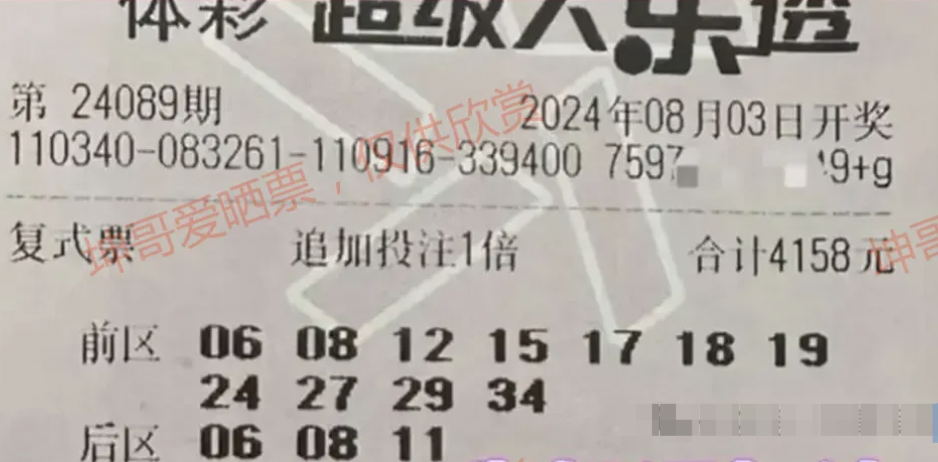 体彩 超级大乐透
第 24089期 2024年08月03日开奖
110340-083261-110916-339400 7597 49+g
复式票 追加投注1倍 合计4158元
前区 06 08 12 15 17 18 19
24 27 29 34
后区 06 08 11
坤哥爱晒票,仅供欣赏
坤哥